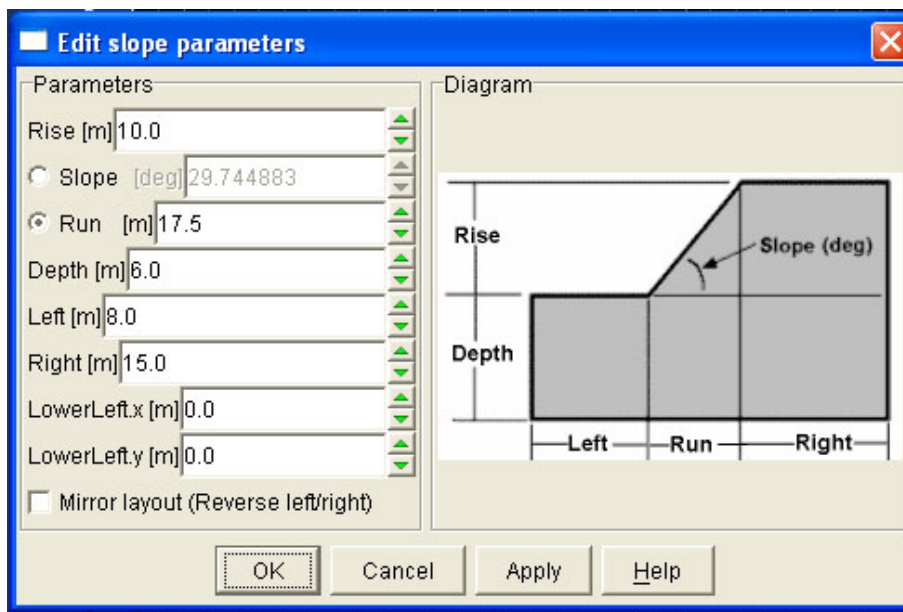 Edit slope parameters
Parameters
Rise [m] 10.0
Slope [deg] 29.744883
Run [m] 17.5
Depth [m] 6.0
Left [m] 8.0
Right [m] 15.0
LowerLeft.x [m] 0.0
LowerLeft.y [m] 0.0
Mirror layout (Reverse left/right)
Diagram
Rise
Slope (deg)
Depth
Left Run Right
OK Cancel Apply Help